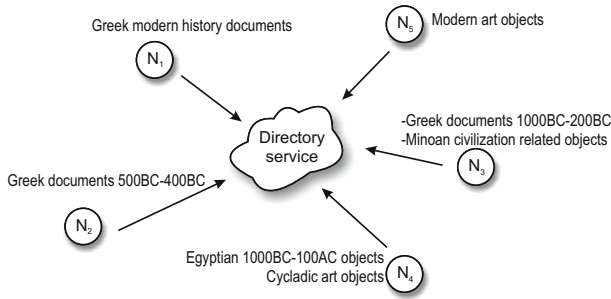 Greek modern history documents
N1
N5
Modern art objects
Directory
service
-Greek documents 1000BC-200BC
-Minoan civilization related objects
N3
Greek documents 500BC-400BC
N2
Egyptian 1000BC-100AC objects
Cycladic art objects
N4